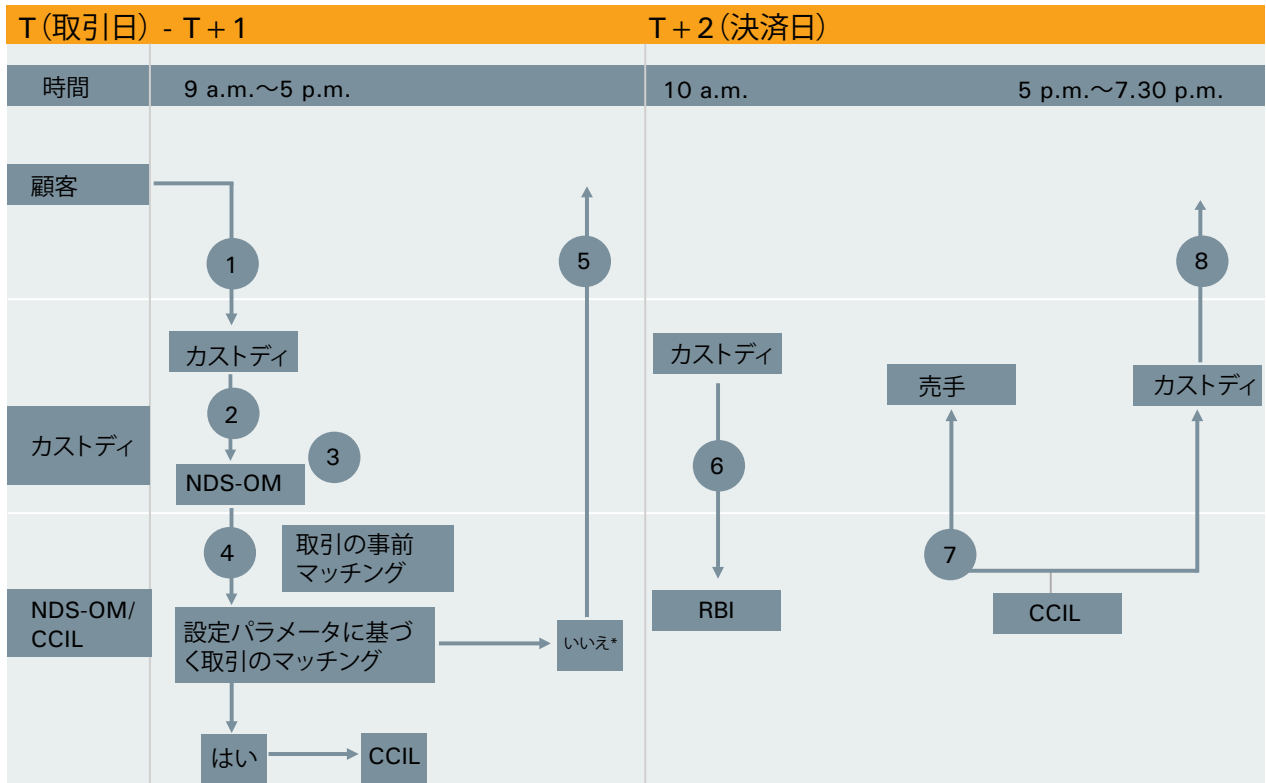 T(取引日) - T + 1
T + 2(決済日)
時間
9 a.m.～5 p.m.
10 a.m.
5 p.m.～7.30 p.m.
顧客
1
5
8
カストディ
カストディ
売手
カストディ
2
カストディ
3
6
NDS-OM
4
取引の事前
マッチング
7
NDS-OM/
CCIL
設定パラメータに基づ
く取引のマッチング
いいえ*
RBI
CCIL
はい
CCIL